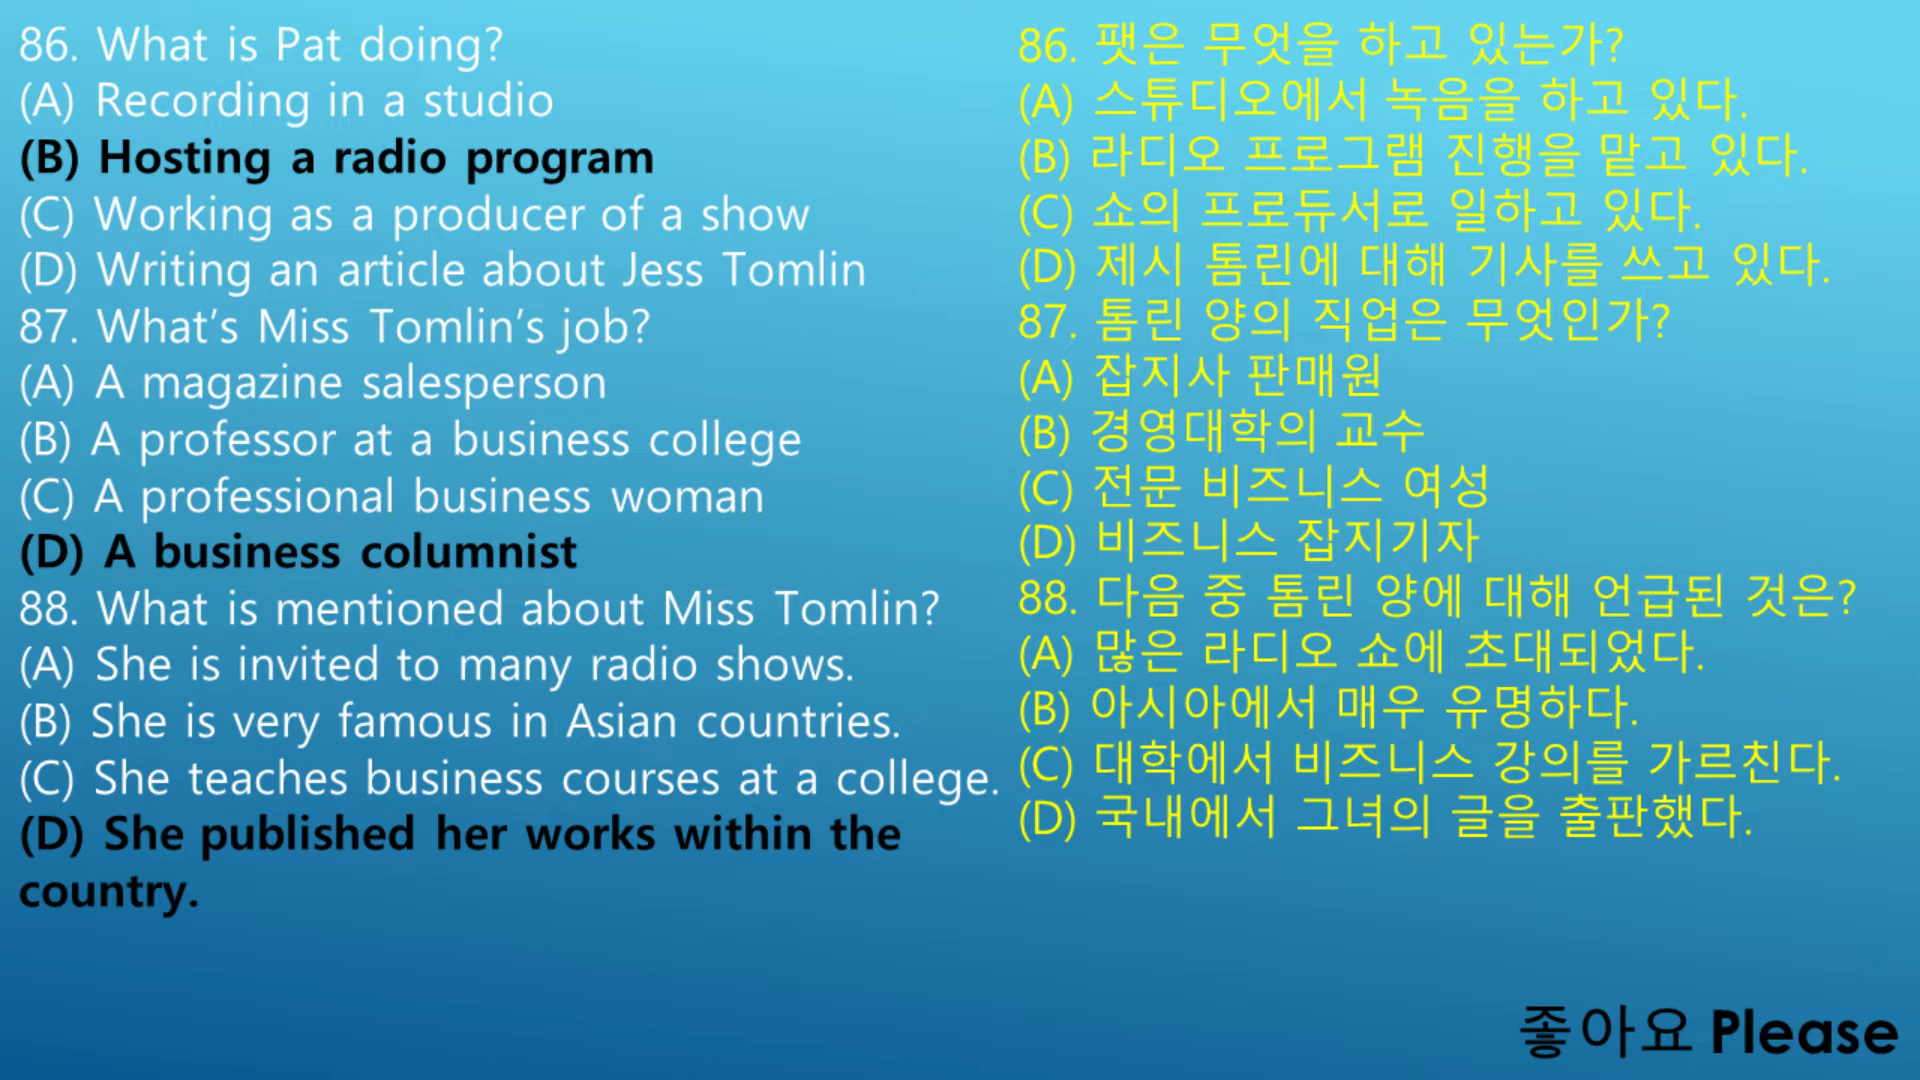 86. What is Pat doing?
(A) Recording in a studio
(B) Hosting a radio program
(C) Working as a producer of a show
(D) Writing an article about Jess Tomlin
87. What's Miss Tomlin's job?
(A) A magazine salesperson
(B) A professor at a business college
(C) A professional business woman
(D) A business columnist
88. What is mentioned about Miss Tomlin?
(A) She is invited to many radio shows.
(B) She is very famous in Asian countries.
(C) She teaches business courses at a college.
(D) She published her works within the
country.
86. 팻은 무엇을 하고 있는가?
(A) 스튜디오에서 녹음을 하고 있다.
(B) 라디오 프로그램 진행을 맡고 있다.
(C) 쇼의 프로듀서로 일하고 있다.
(D) 제시 톰린에 대해 기사를 쓰고 있다.
87. 톰린 양의 직업은 무엇인가?
(A) 잡지사 판매원
(B) 경영대학의 교수
(C) 전문 비즈니스 여성
(D) 비즈니스 잡지기자
88. 다음 중 톰린 양에 대해 언급된 것은?
(A) 많은 라디오 쇼에 초대되었다.
(B) 아시아에서 매우 유명하다.
(C) 대학에서 비즈니스 강의를 가르친다.
(D) 국내에서 그녀의 글을 출판했다.
좋아요 Please